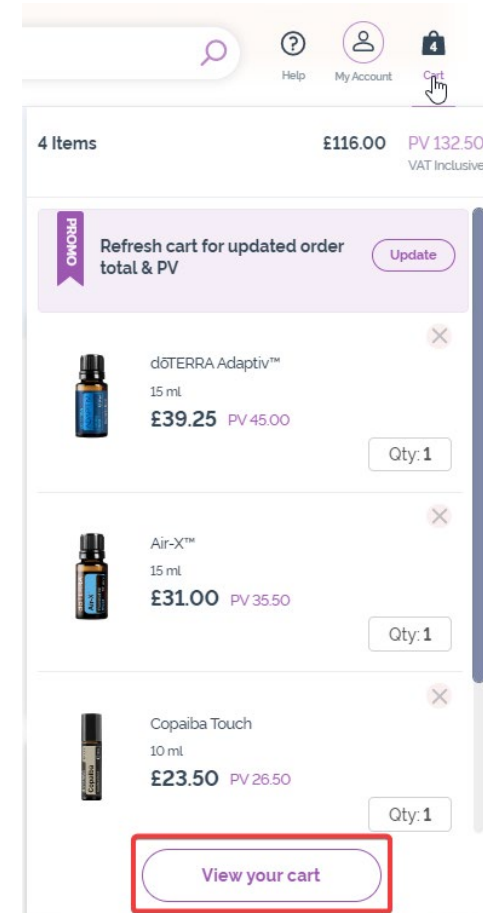 4
Help
My Account
Cart
4 Items £116.00 PV 132.50
VAT Inclusive
PROMO
Refresh cart for updated order
total & PV
Update
dōTERRA Adaptiv™
15 ml
£39.25 PV 45.00
Qty: 1
Air-X™
15 ml
£31.00 PV 35.50
Qty: 1
Air-X
Copaiba Touch
10 ml
£23.50 PV 26.50
Qty: 1
Copaiba
View your cart